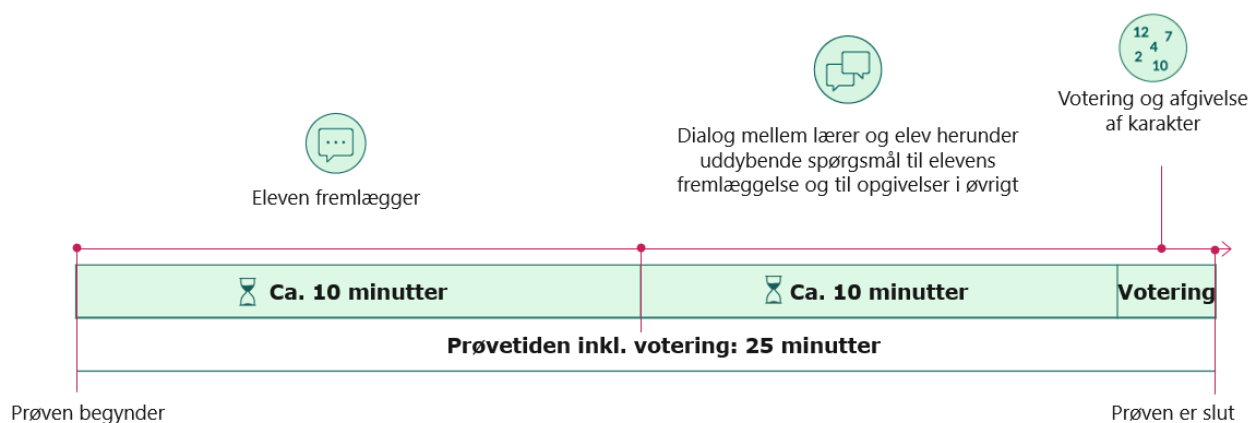 12 7
4
2
10
Votering og afgivelse
af karakter
Dialog mellem lærer og elev herunder
uddybende spørgsmål til elevens
fremlæggelse og til opgivelser i øvrigt
Eleven fremlægger
Ca. 10 minutter
Ca. 10 minutter
Votering
Prøvetiden inkl. votering: 25 minutter
Prøven begynder
Prøven er slut